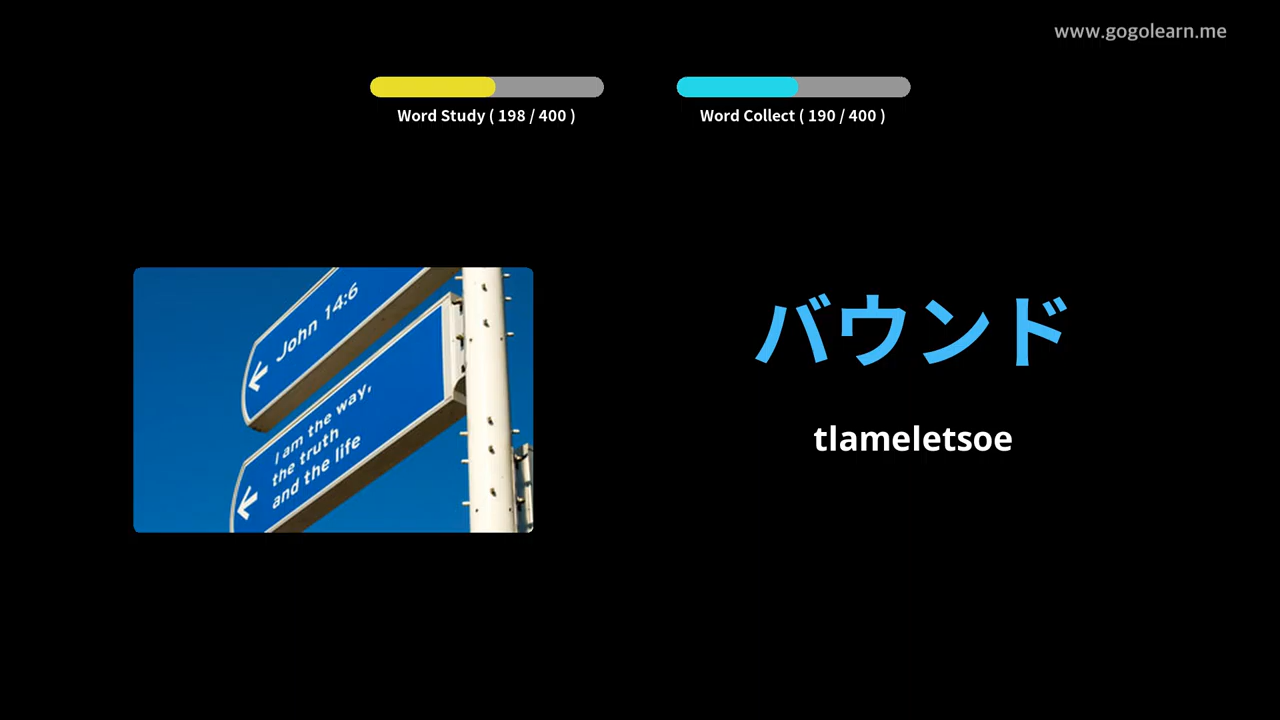 www.gogolearn.me
Word Study ( 198 / 400 )
Word Collect ( 190 / 400 )
John 14:6
I am the way,
the truth
and the life
バウンド
tlameletsoe